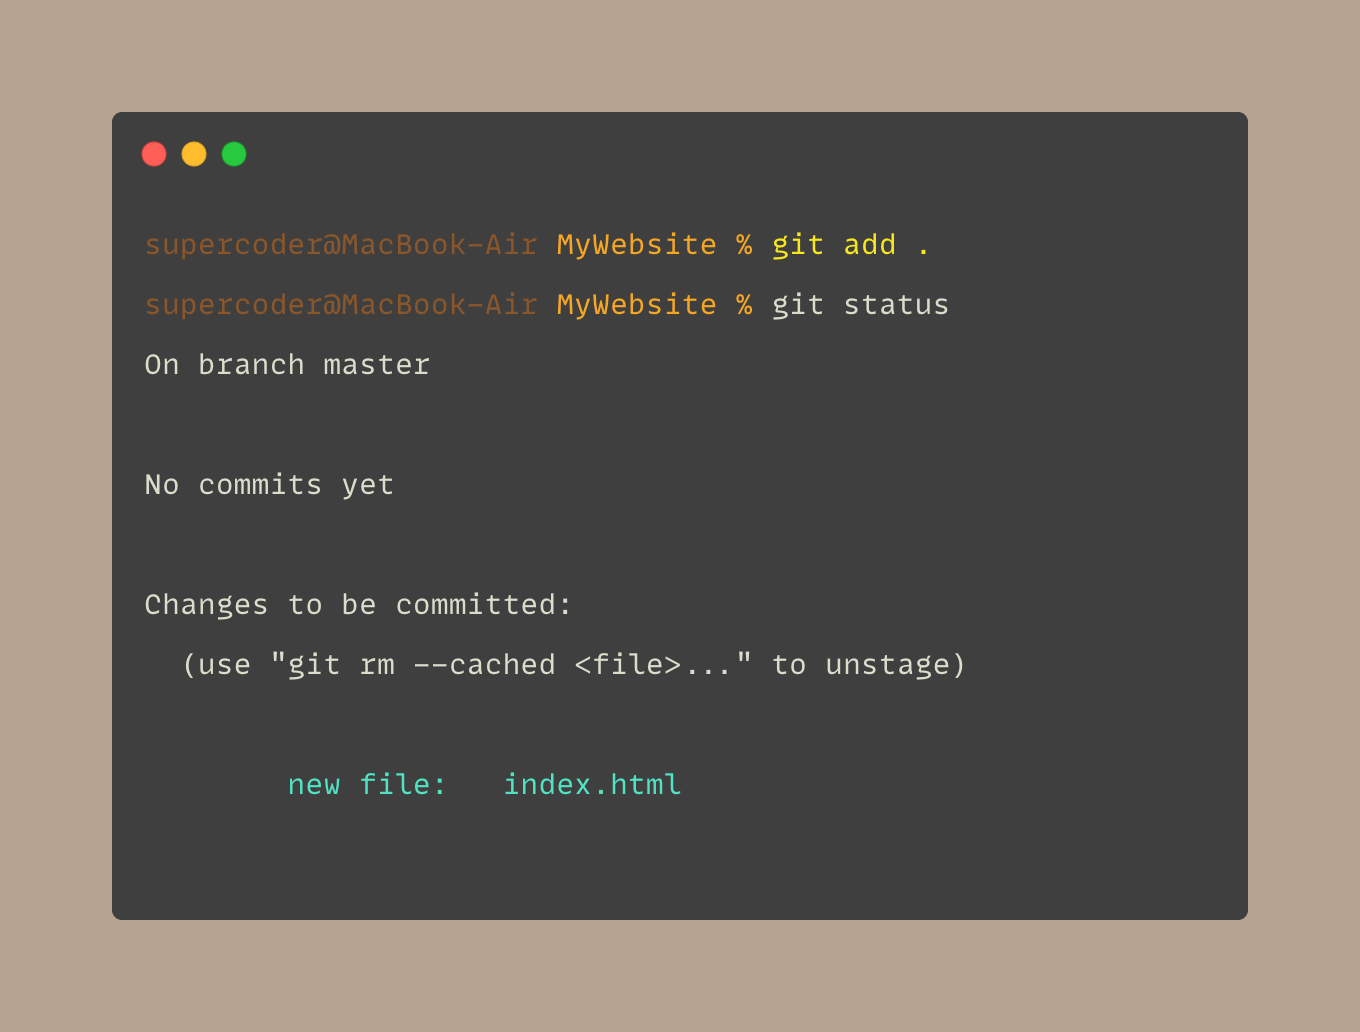 supercoder@MacBook-Air MyWebsite % git add .
supercoder@MacBook-Air MyWebsite % git status
On branch master
No commits yet
Changes to be committed:
  (use "git rm --cached <file>..." to unstage)
        new file:   index.html